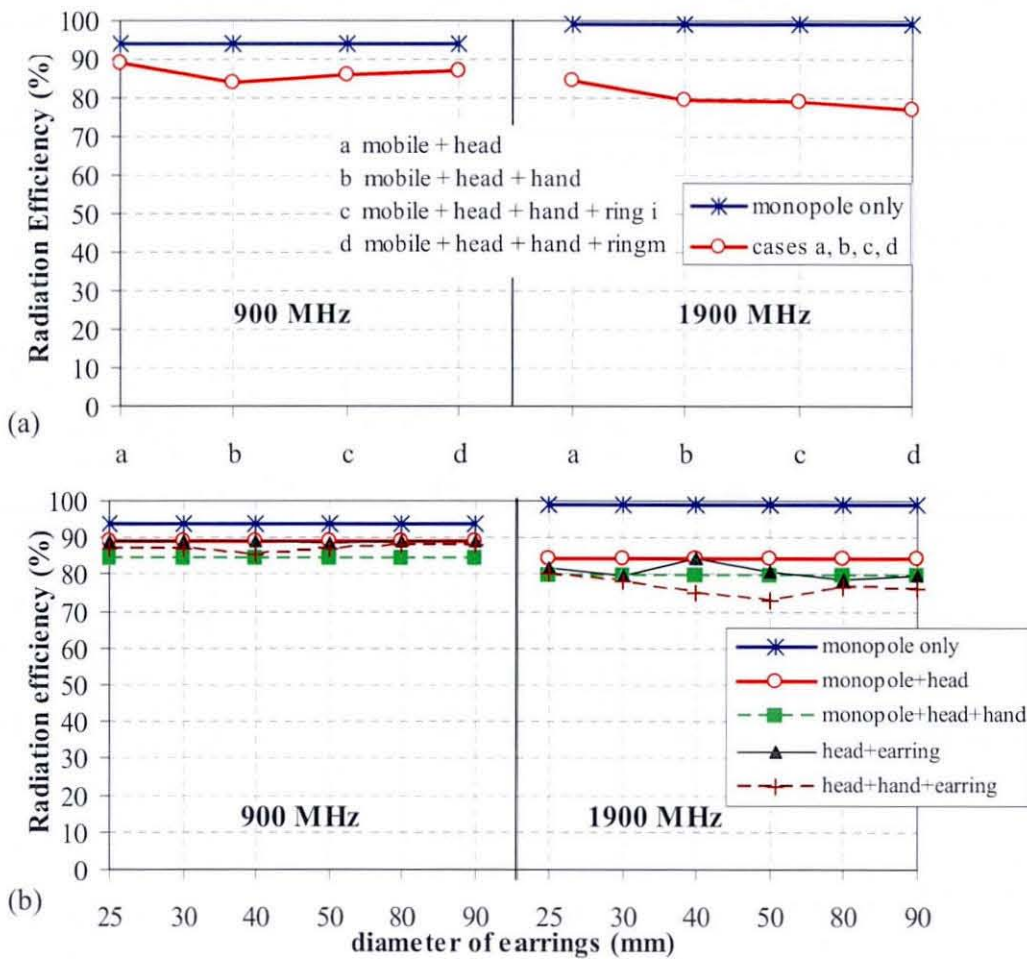 100
90
80
70
60
50
40
30
20
10
0
Radiation Efficiency (%)
a mobile + head
b mobile + head + hand
c mobile + head + hand + ring i
d mobile + head + hand + ringm
monopole only
cases a, b, c, d
900 MHz
1900 MHz
(a)
a b c d a b c d
100
90
80
70
60
50
40
30
20
10
0
Radiation efficiency (%)
monopole only
monopole+head
monopole+head+hand
head+earring
head+hand+earring
900 MHz
1900 MHz
(b)
25 30 40 50 80 90 25 30 40 50 80 90
diameter of earrings (mm)